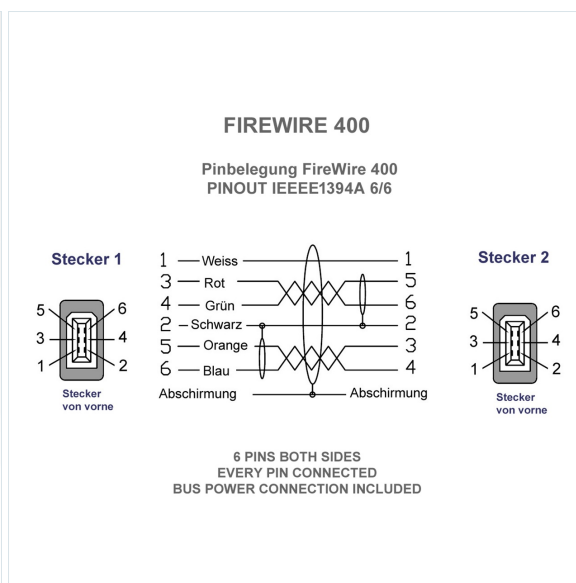 FIREWIRE 400
Pinbelegung FireWire 400
PINOUT IEEEE1394A 6/6
Stecker 1
Stecker 2
1 Weiss 1
3 Rot 5
4 Grün 6
2 Schwarz 2
5 Orange 3
6 Blau 4
Abschirmung Abschirmung
5 6
3 4
1 2
Stecker
von vorne
5 6
3 4
1 2
Stecker
von vorne
6 PINS BOTH SIDES
EVERY PIN CONNECTED
BUS POWER CONNECTION INCLUDED